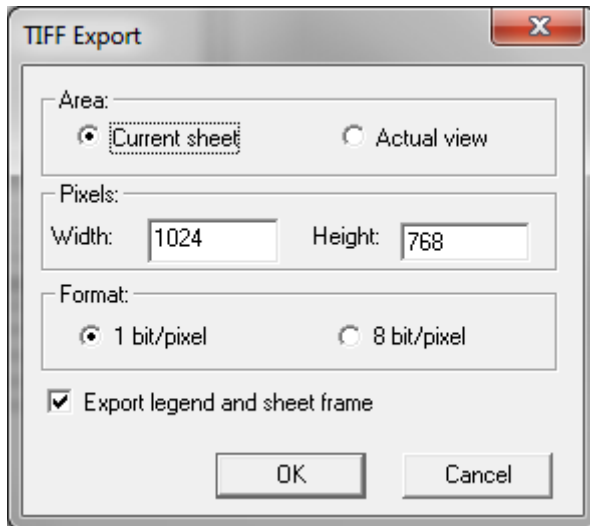 TIFF Export
Area:
Current sheet Actual view
Pixels:
Width: 1024 Height: 768
Format:
1 bit/pixel 8 bit/pixel
Export legend and sheet frame
OK Cancel